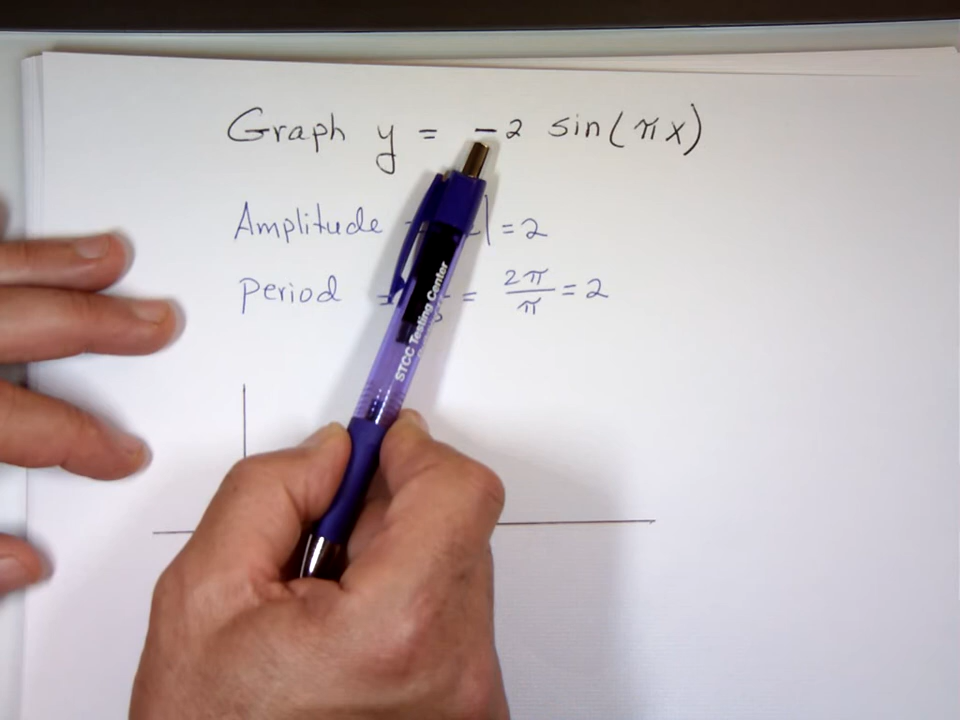 Graph y = -2 sin(πx)
Amplitude = | = 2
period = = 2π/π = 2
STCC Testing Center